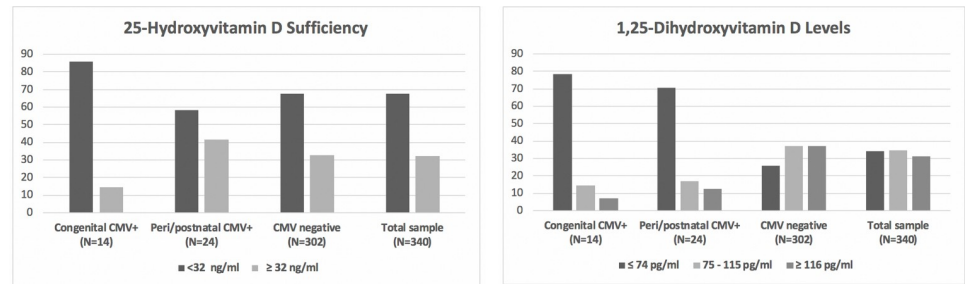 25-Hydroxyvitamin D Sufficiency
90
80
70
60
50
40
30
20
10
0
Congenital CMV+ Peri/postnatal CMV+ CMV negative Total sample
(N=14) (N=24) (N=302) (N=340)
<32 ng/ml ≥ 32 ng/ml
1,25-Dihydroxyvitamin D Levels
90
80
70
60
50
40
30
20
10
0
Congenital CMV+ Peri/postnatal CMV+ CMV negative Total sample
(N=14) (N=24) (N=302) (N=340)
≤ 74 pg/ml 75 - 115 pg/ml ≥ 116 pg/ml